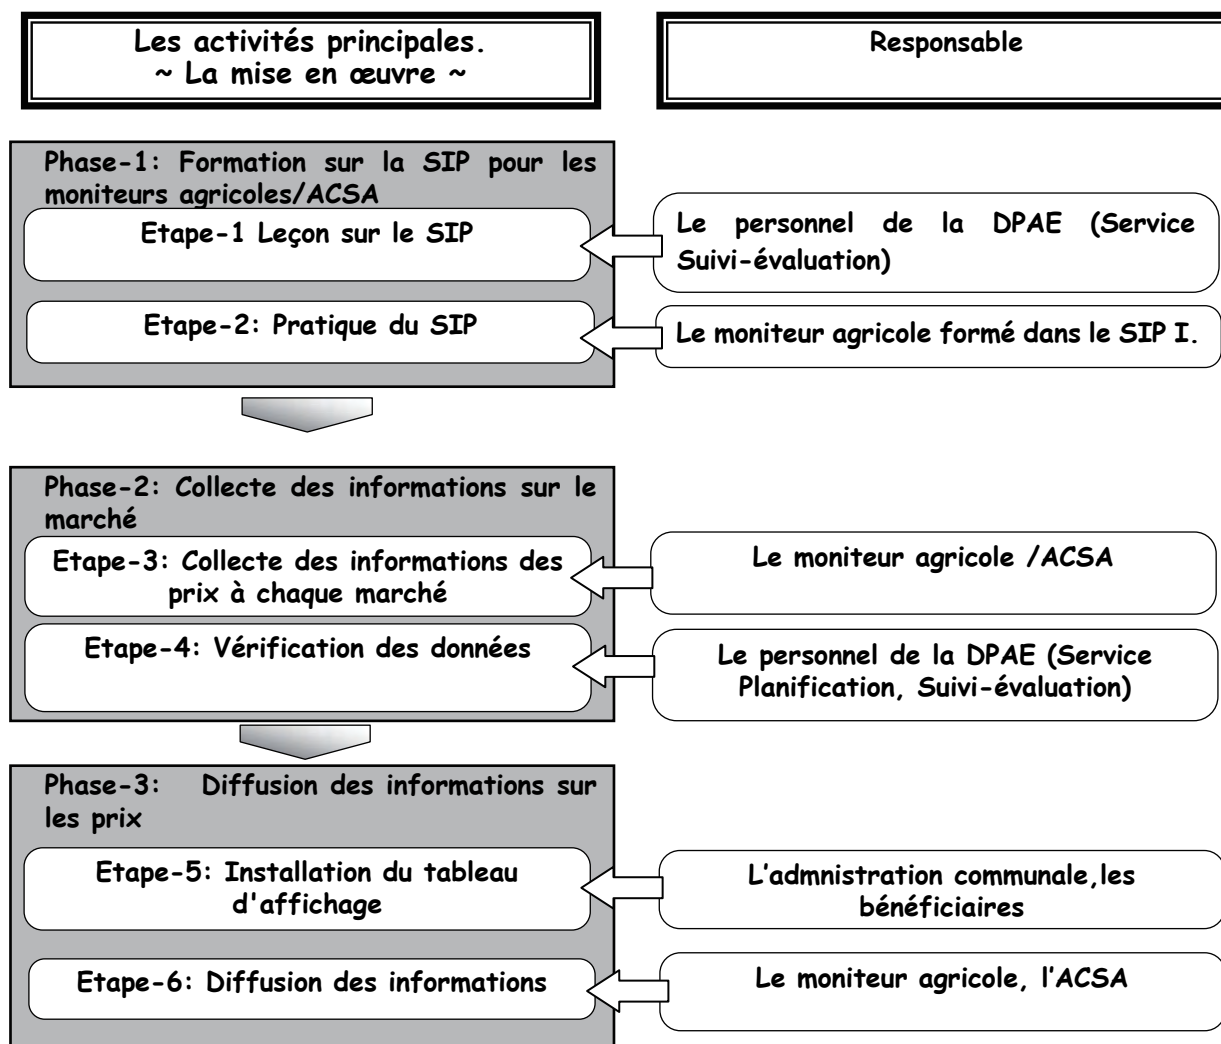 Les activités principales.
~ La mise en œuvre ~
Responsable
Phase-1: Formation sur la SIP pour les
moniteurs agricoles/ACSA
Etape-1 Leçon sur le SIP
Le personnel de la DPAE (Service
Suivi-évaluation)
Etape-2: Pratique du SIP
Le moniteur agricole formé dans le SIP I.
Phase-2: Collecte des informations sur le
marché
Etape-3: Collecte des informations des
prix à chaque marché
Le moniteur agricole /ACSA
Etape-4: Vérification des données
Le personnel de la DPAE (Service
Planification, Suivi-évaluation)
Phase-3: Diffusion des informations sur
les prix
Etape-5: Installation du tableau
d'affichage
L'admnistration communale,les
bénéficiaires
Etape-6: Diffusion des informations
Le moniteur agricole, l'ACSA